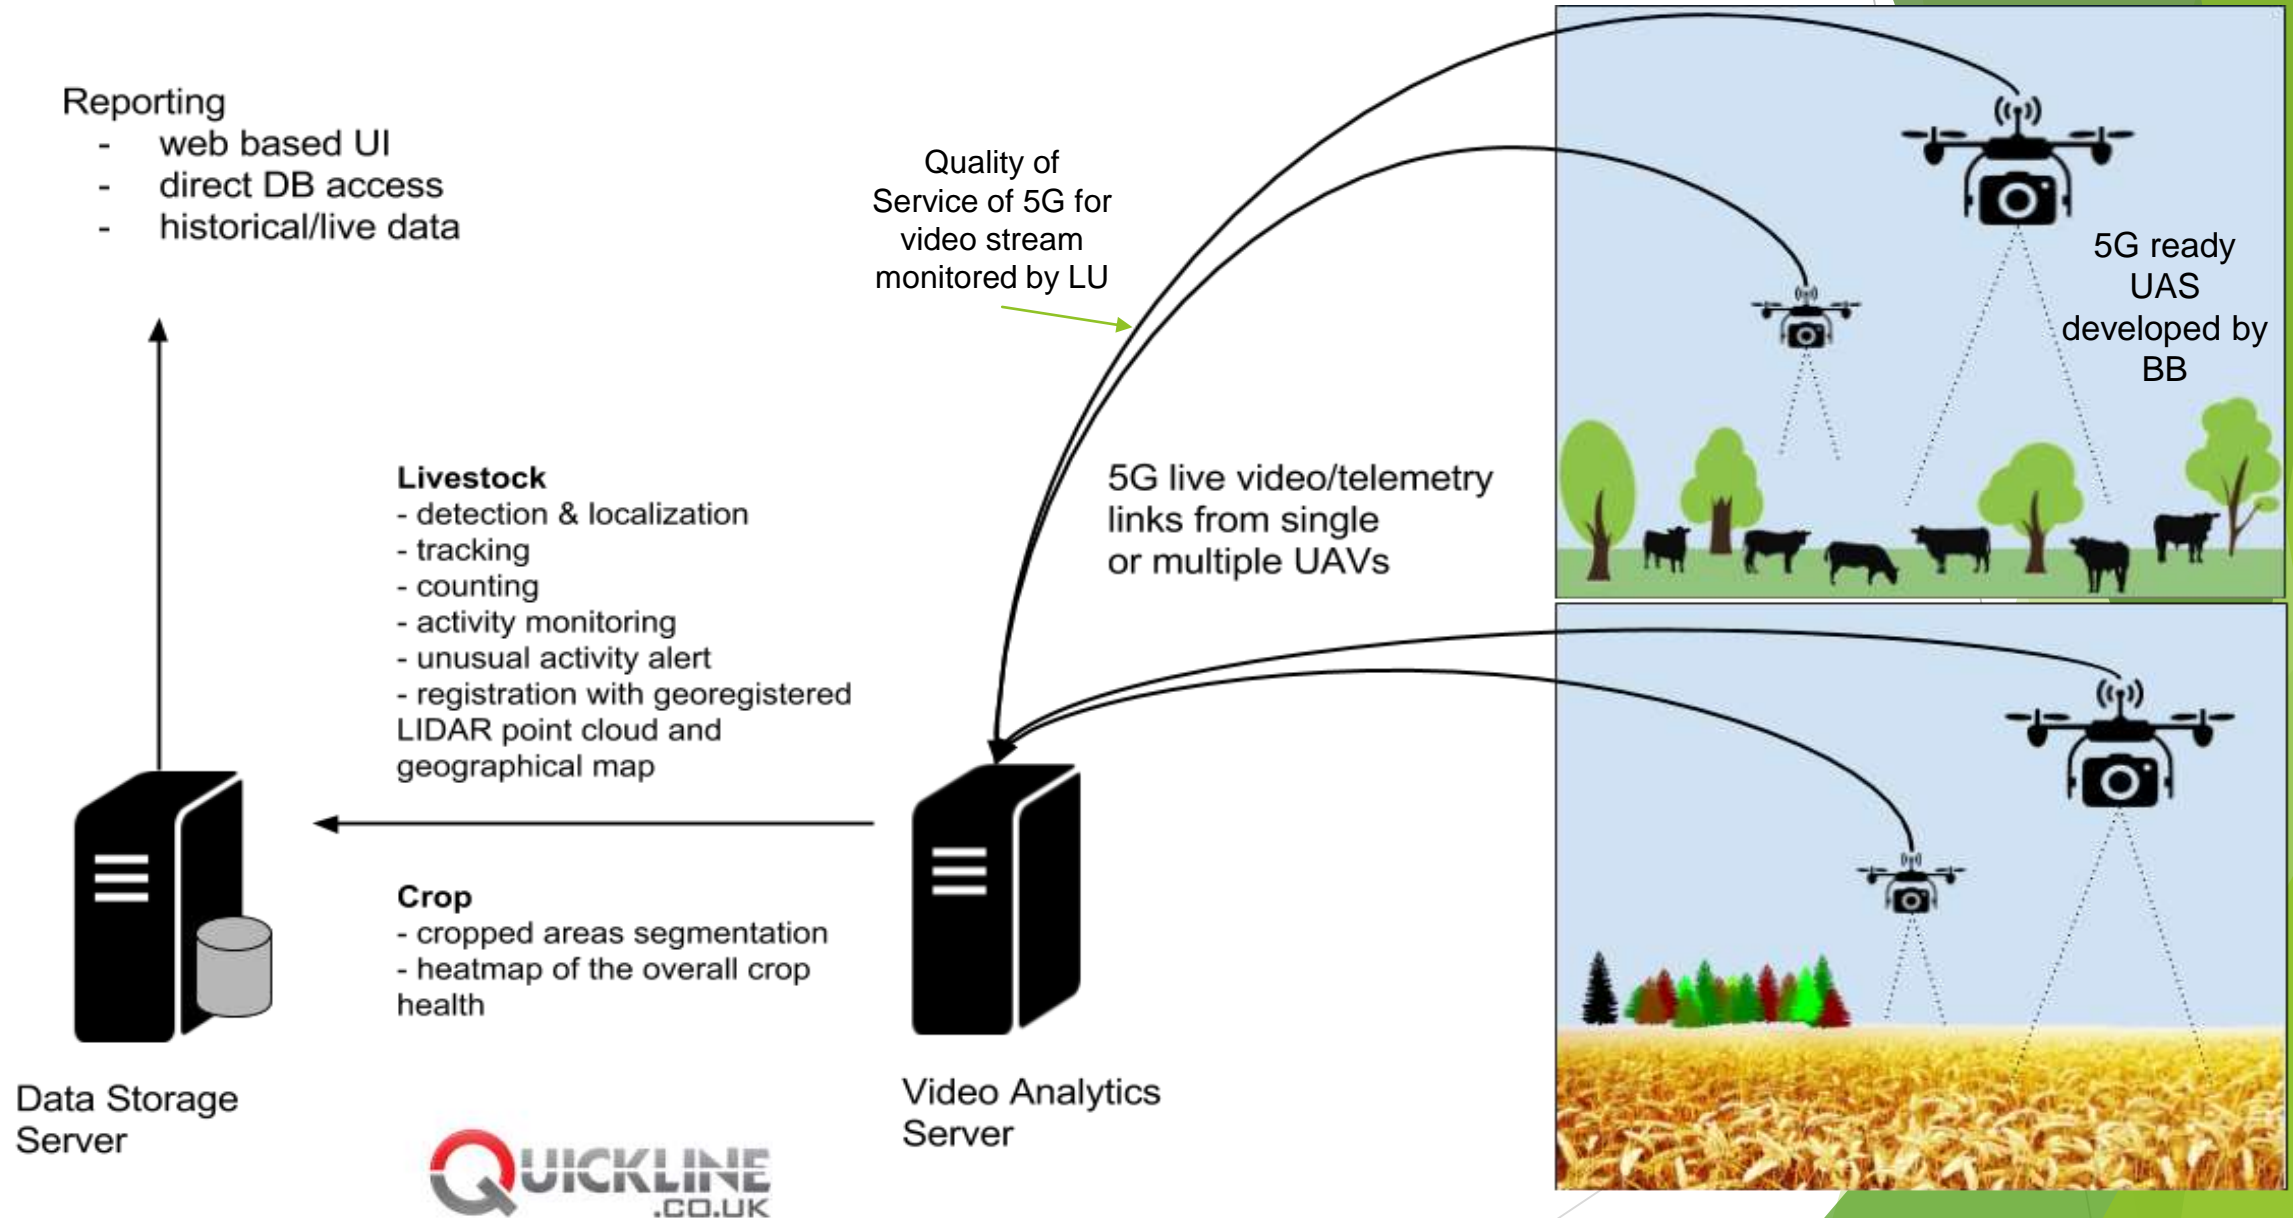 Reporting
- web based UI
- direct DB access
- historical/live data
Quality of
Service of 5G for
video stream
monitored by LU
5G ready
UAS
developed by
BB
Livestock
- detection & localization
- tracking
- counting
- activity monitoring
- unusual activity alert
- registration with georegistered
LIDAR point cloud and
geographical map
5G live video/telemetry
links from single
or multiple UAVs
Crop
- cropped areas segmentation
- heatmap of the overall crop
health
Data Storage
Server
Video Analytics
Server
QUICKLINE
.CO.UK